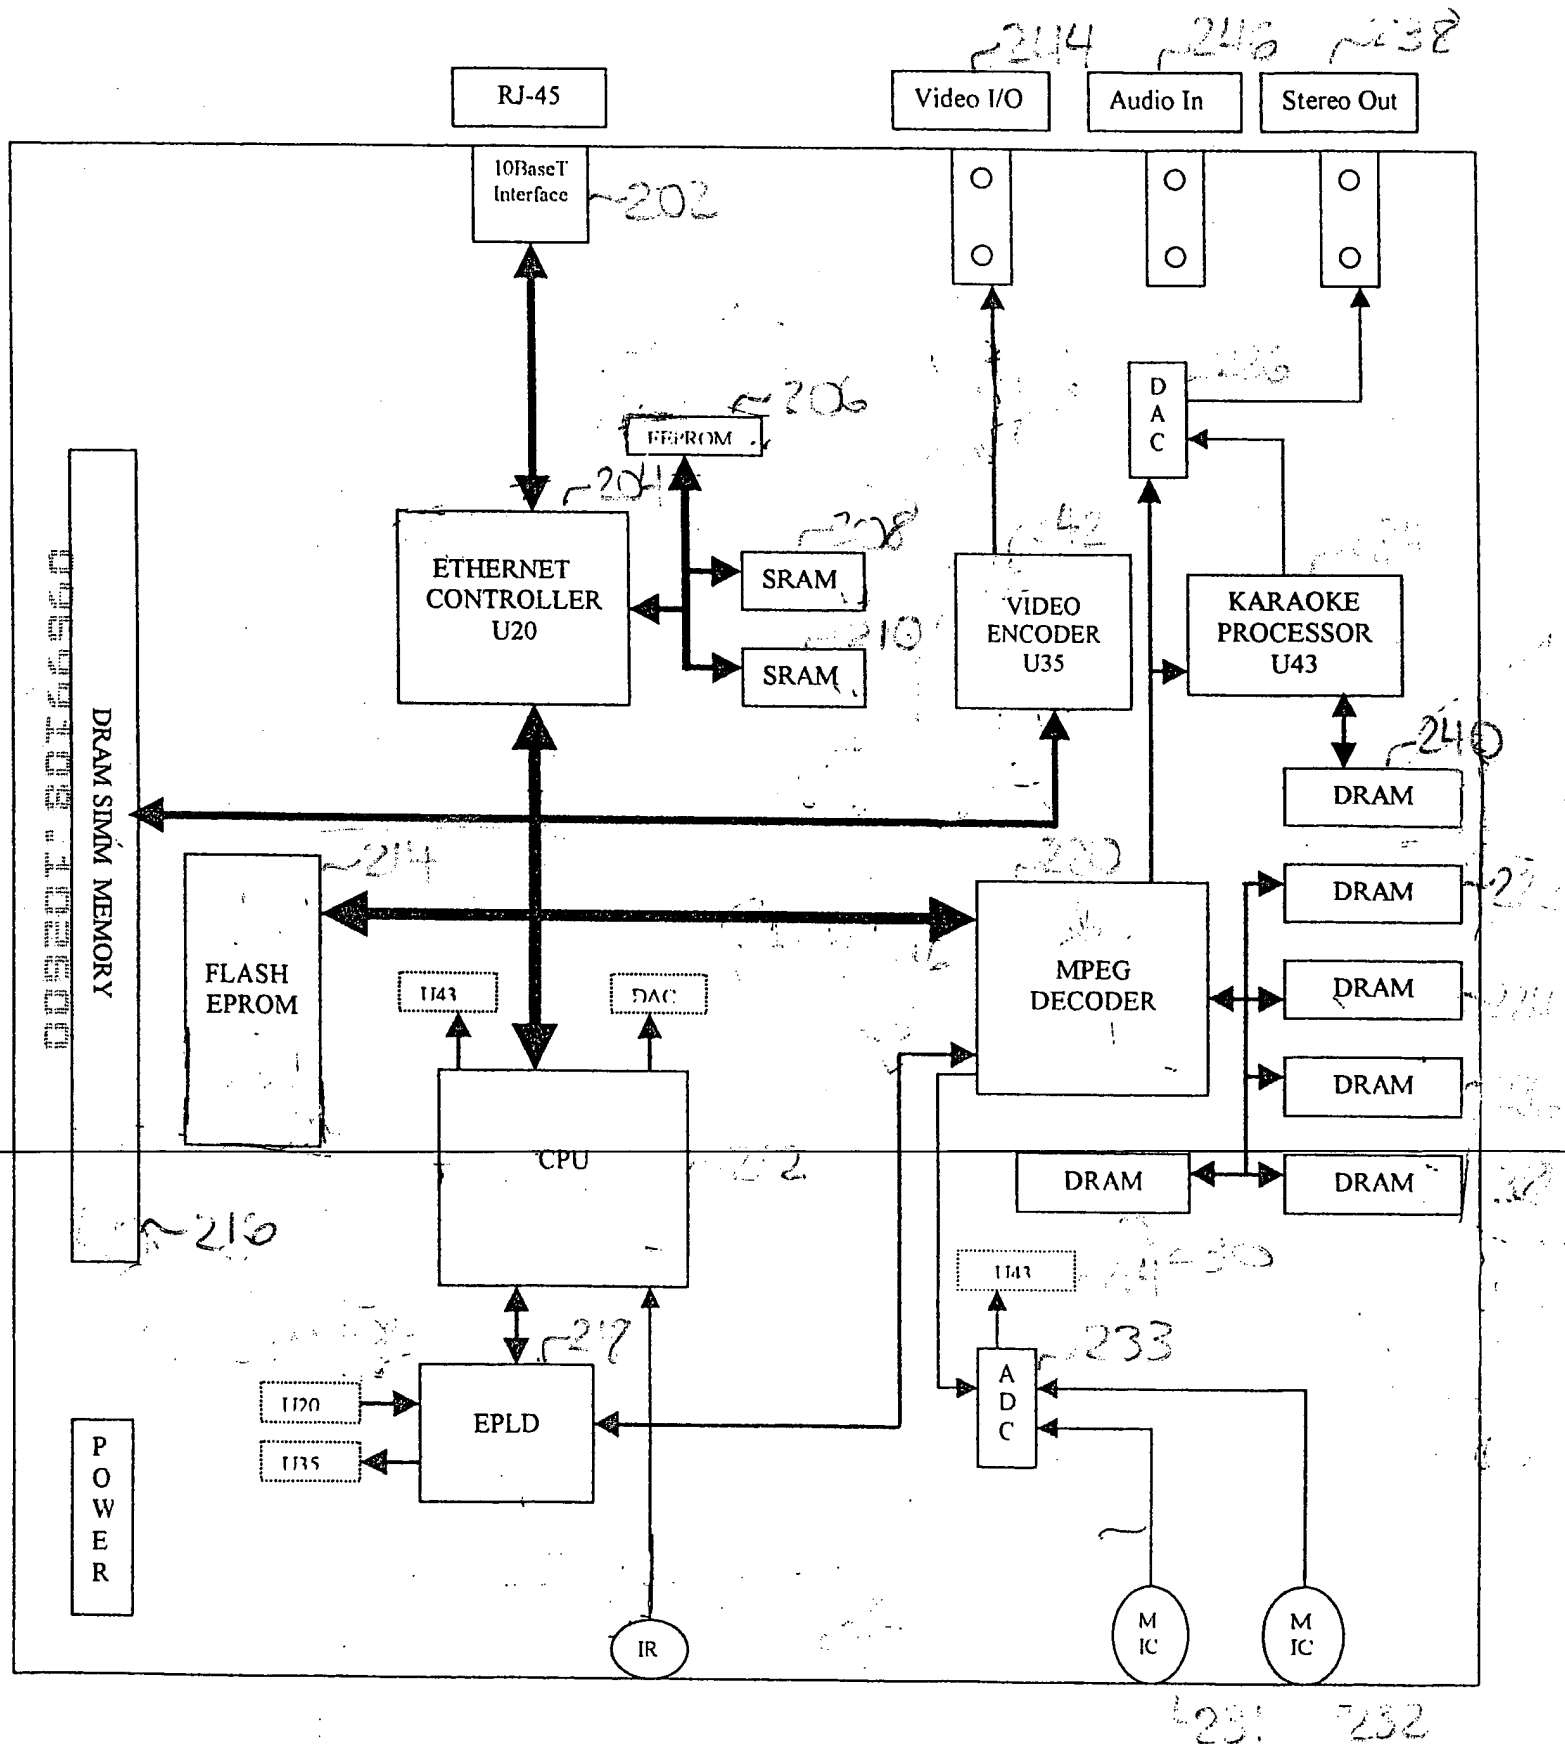 244
246
238
RJ-45
Video I/O
Audio In
Stereo Out
10BaseT
Interface
202
206
EEPROM
D
A
C
204
ETHERNET
CONTROLLER
U20
208
SRAM
210
SRAM
VIDEO
ENCODER
U35
KARAOKE
PROCESSOR
U43
240
DRAM
DRAM SIMM MEMORY
214
FLASH
EPROM
220
MPEG
DECODER
DRAM
DRAM
DRAM
DRAM
DRAM
U43
DAC
CPU
216
U43
233
A
D
C
U20
U35
EPLD
P
O
W
E
R
IR
M
IC
M
IC
231
232